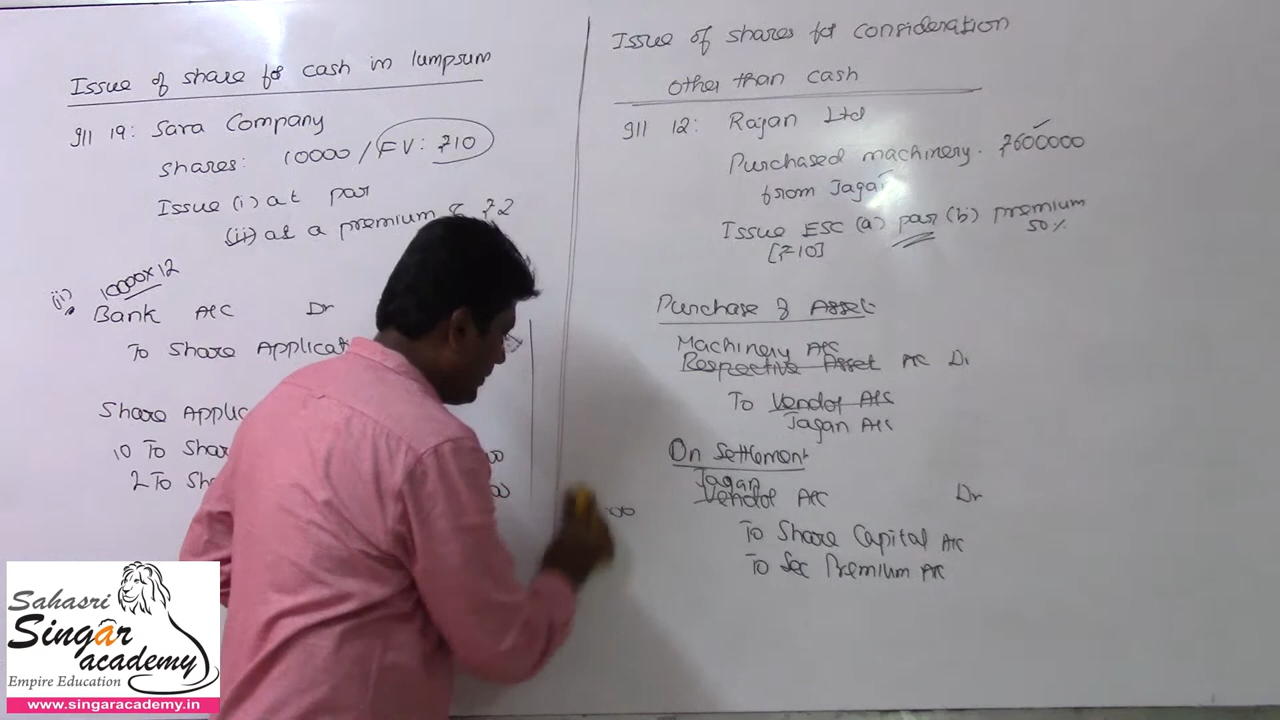 Issue of share for cash in lumpsum
Ill 19: Sara Company
Shares: 10000 / FV: ₹10
Issue (i) at par
(ii) at a premium of ₹2
(ii) 10000×12
Bank A/C Dr
To Share Applicat
Share Applic
10 To Shar
2 To Sh
Issue of shares for consideration
other than cash
Ill 12: Rajan Ltd
Purchased machinery. ₹600000
from Jagan
Issue ESC (a) par (b) premium
[₹10] 50%
Purchase of Asset
Machinery A/C
Respective Asset A/C Dr
To Vendor A/C
Jagan A/C
On Settlement
Jagan
Vendor A/C Dr
To Share Capital A/C
To Sec Premium A/C
Sahasri
Singâr
academy
Empire Education
www.singaracademy.in